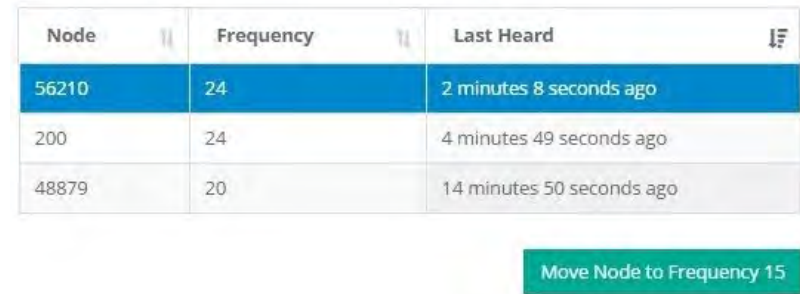 Node Frequency Last Heard
56210 24 2 minutes 8 seconds ago
200 24 4 minutes 49 seconds ago
48879 20 14 minutes 50 seconds ago
Move Node to Frequency 15